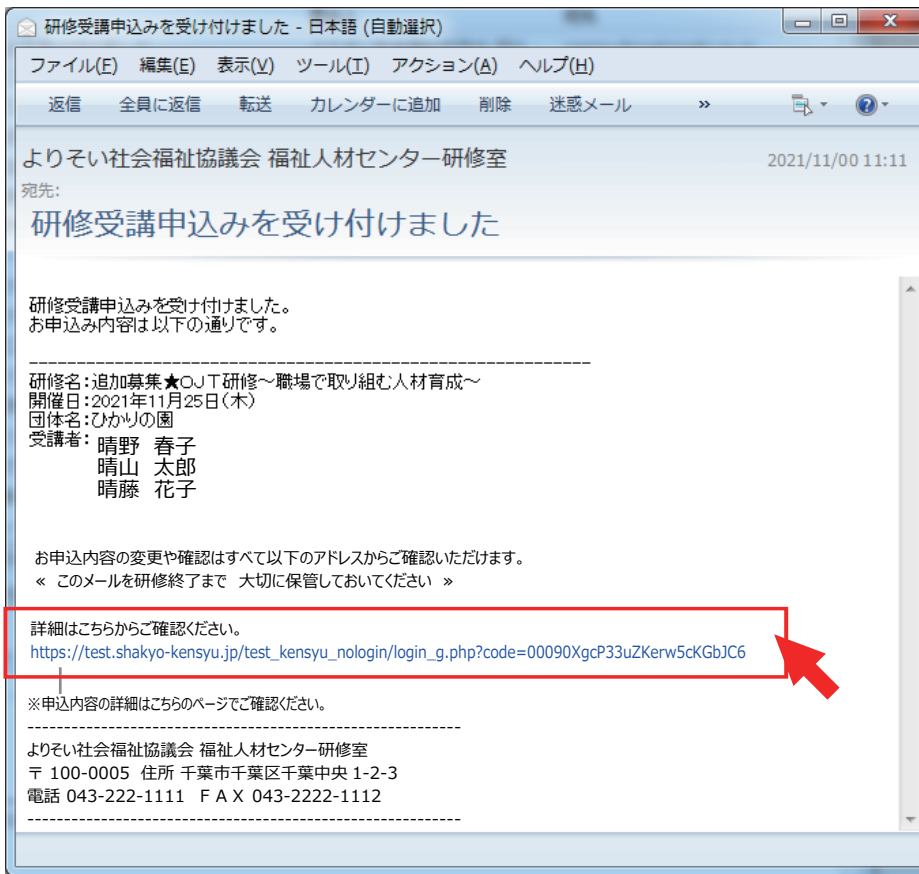 研修受講申込みを受け付けました - 日本語 (自動選択)
ファイル(F) 編集(E) 表示(V) ツール(T) アクション(A) ヘルプ(H)
返信 全員に返信 転送 カレンダーに追加 削除 迷惑メール »
よりそい社会福祉協議会 福祉人材センター研修室 2021/11/00 11:11
宛先:
研修受講申込みを受け付けました
研修受講申込みを受け付けました。
お申込み内容は以下の通りです。
------------------------------------------------------------
研修名：追加募集★OJT研修～職場で取り組む人材育成～
開催日：2021年11月25日(木)
団体名：ひかりの園
受講者： 晴野 春子
晴山 太郎
晴藤 花子
お申込内容の変更や確認はすべて以下のアドレスからご確認いただけます。
« このメールを研修終了まで 大切に保管しておいてください »
詳細はこちらからご確認ください。
https://test.shakyo-kensyu.jp/test_kensyu_nologin/login_g.php?code=00090XgcP33uZKerw5cKGbJC6
※申込内容の詳細はこちらのページでご確認ください。
------------------------------------------------------------
よりそい社会福祉協議会 福祉人材センター研修室
〒 100-0005 住所 千葉市千葉区千葉中央 1-2-3
電話 043-222-1111 ＦＡＸ 043-2222-1112
------------------------------------------------------------